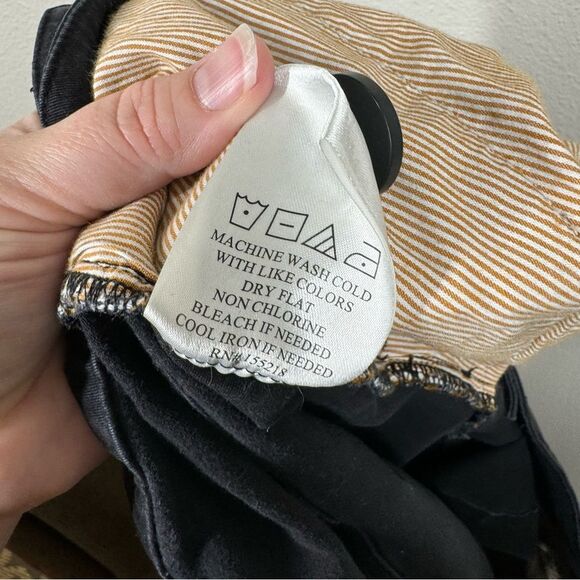 MACHINE WASH COLD
WITH LIKE COLORS
DRY FLAT
NON CHLORINE
BLEACH IF NEEDED
COOL IRON IF NEEDED
RN# 155218